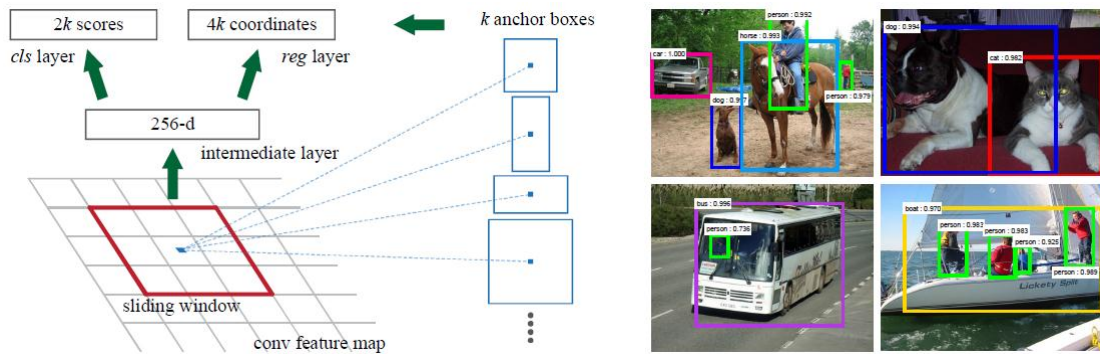 2k scores
4k coordinates
k anchor boxes
cls layer
reg layer
256-d
intermediate layer
sliding window
conv feature map
person : 0.992
horse : 0.993
car : 1.000
person : 0.979
dog : 0.997
dog : 0.994
cat : 0.982
bus : 0.996
person : 0.736
boat : 0.970
person : 0.983
person : 0.983
person : 0.925
person : 0.989
Lickety Split